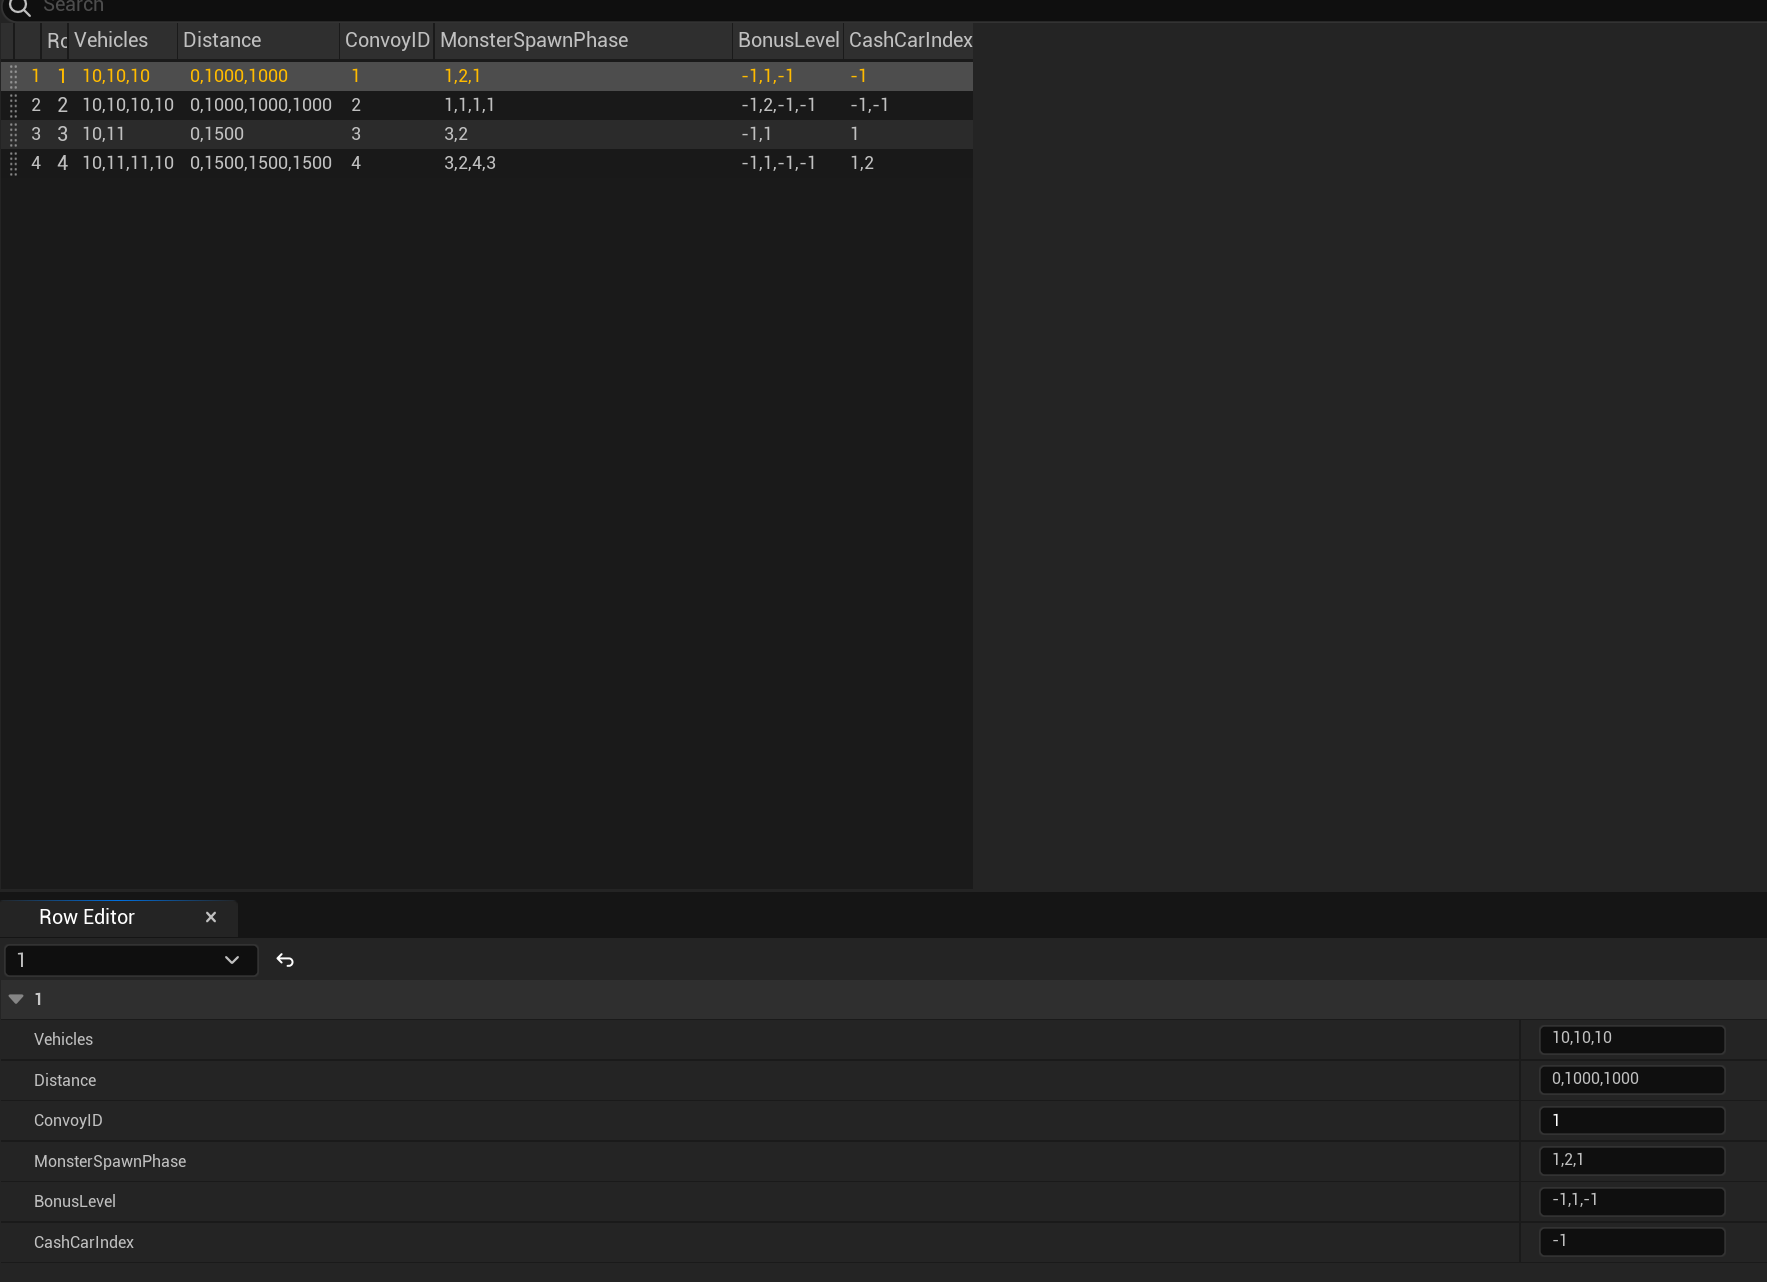 Search
Ro Vehicles Distance ConvoyID MonsterSpawnPhase BonusLevel CashCarIndex
1 1 10,10,10 0,1000,1000 1 1,2,1 -1,1,-1 -1
2 2 10,10,10,10 0,1000,1000,1000 2 1,1,1,1 -1,2,-1,-1 -1,-1
3 3 10,11 0,1500 3 3,2 -1,1 1
4 4 10,11,11,10 0,1500,1500,1500 4 3,2,4,3 -1,1,-1,-1 1,2
Row Editor
1
1
Vehicles 10,10,10
Distance 0,1000,1000
ConvoyID 1
MonsterSpawnPhase 1,2,1
BonusLevel -1,1,-1
CashCarIndex -1